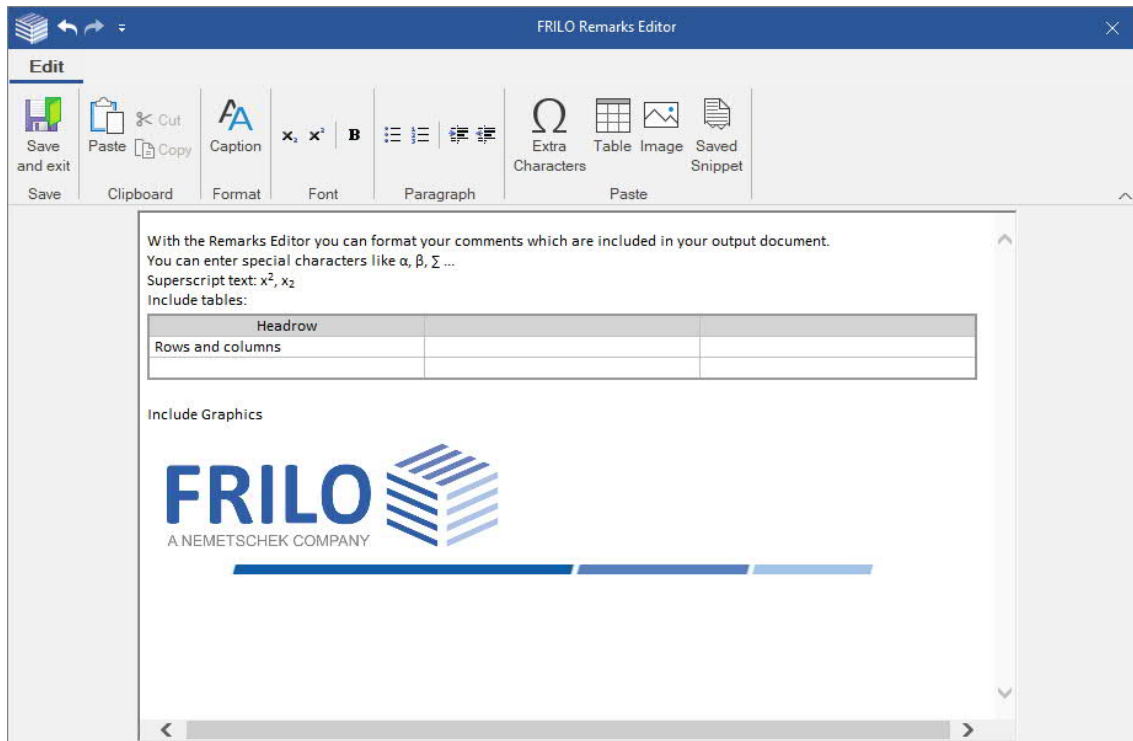 FRILO Remarks Editor
Edit
Save and exit
Paste
Cut
Copy
Caption
x₂ x² B
Extra Characters
Table
Image
Saved Snippet
Save
Clipboard
Format
Font
Paragraph
Paste
With the Remarks Editor you can format your comments which are included in your output document.
You can enter special characters like α, β, ∑ ...
Superscript text: x², x₂
Include tables:
Headrow
Rows and columns
Include Graphics
FRILO
A NEMETSCHEK COMPANY